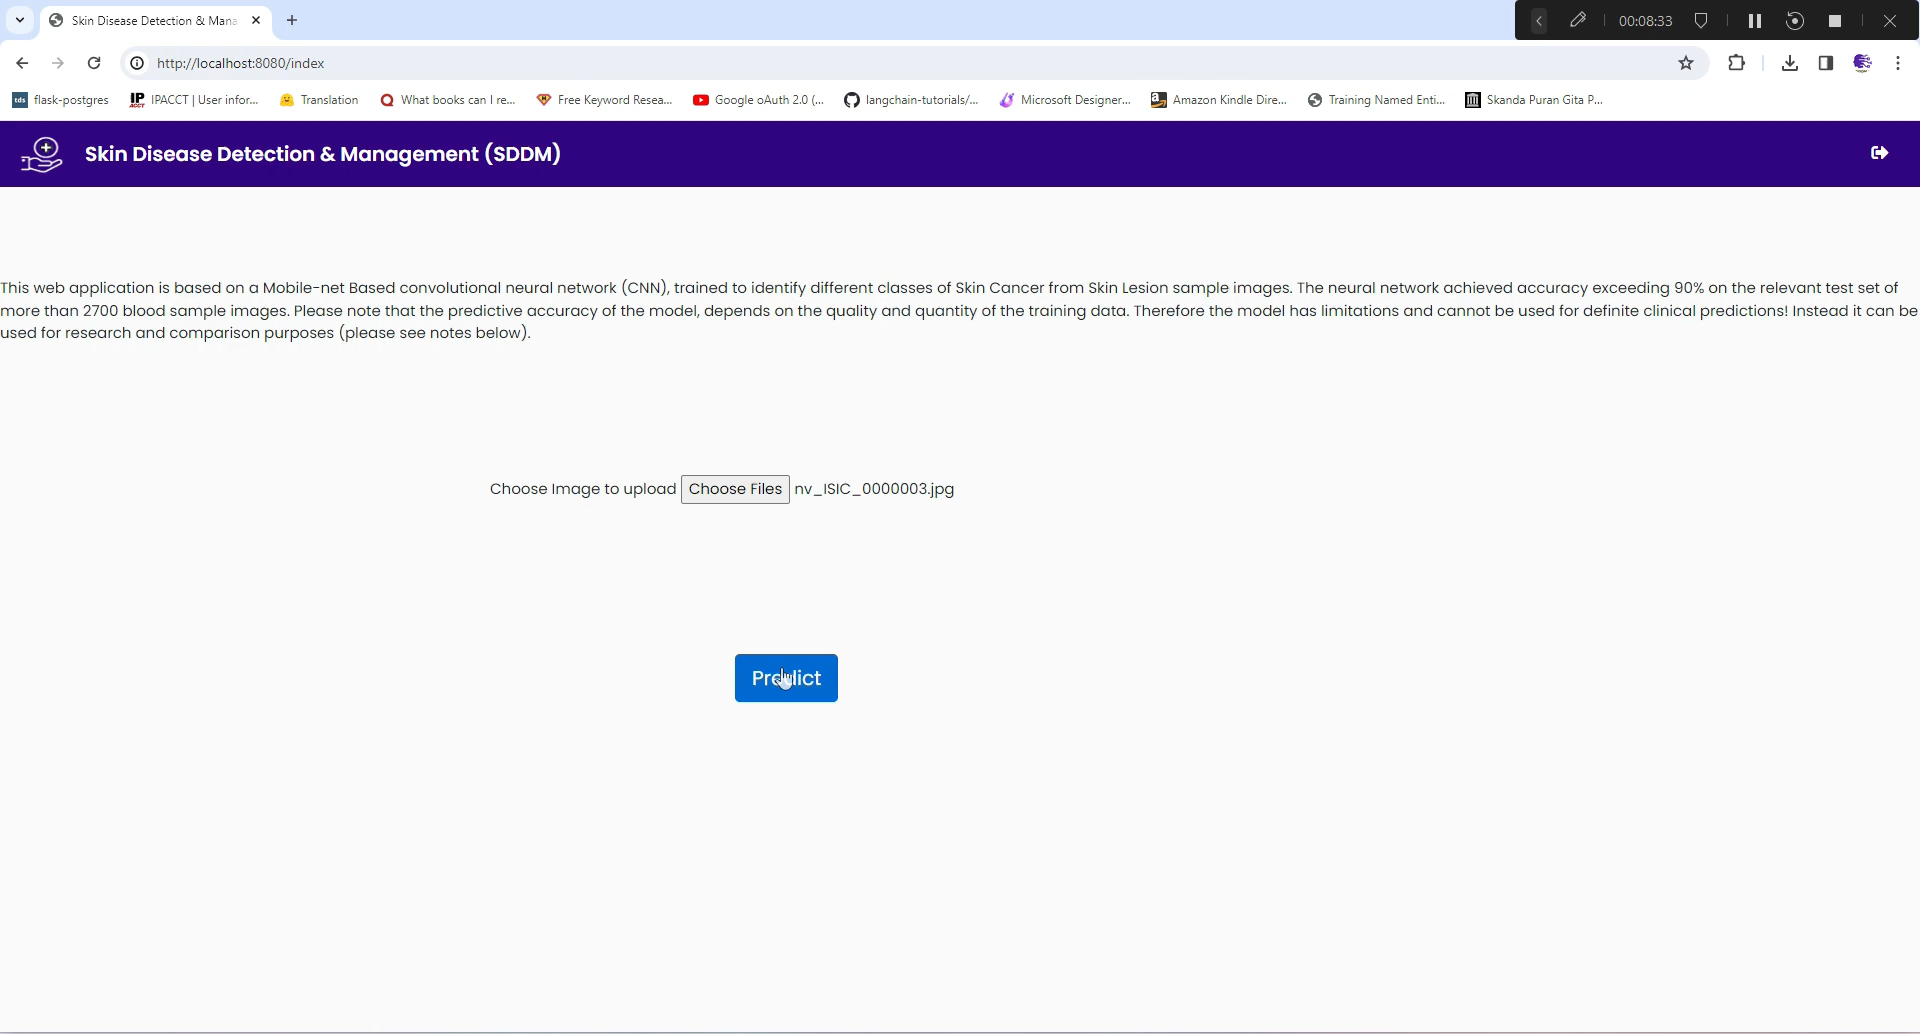 Skin Disease Detection & Mana
00:08:33
http://localhost:8080/index
tds flask-postgres IP ACCT IPACCT | User infor... Translation What books can I re... Free Keyword Resea... Google oAuth 2.0 (... langchain-tutorials/... Microsoft Designer... a Amazon Kindle Dire... Training Named Enti... Skanda Puran Gita P...
Skin Disease Detection & Management (SDDM)
This web application is based on a Mobile-net Based convolutional neural network (CNN), trained to identify different classes of Skin Cancer from Skin Lesion sample images. The neural network achieved accuracy exceeding 90% on the relevant test set of
more than 2700 blood sample images. Please note that the predictive accuracy of the model, depends on the quality and quantity of the training data. Therefore the model has limitations and cannot be used for definite clinical predictions! Instead it can be
used for research and comparison purposes (please see notes below).
Choose Image to upload Choose Files nv_ISIC_0000003.jpg
Predict